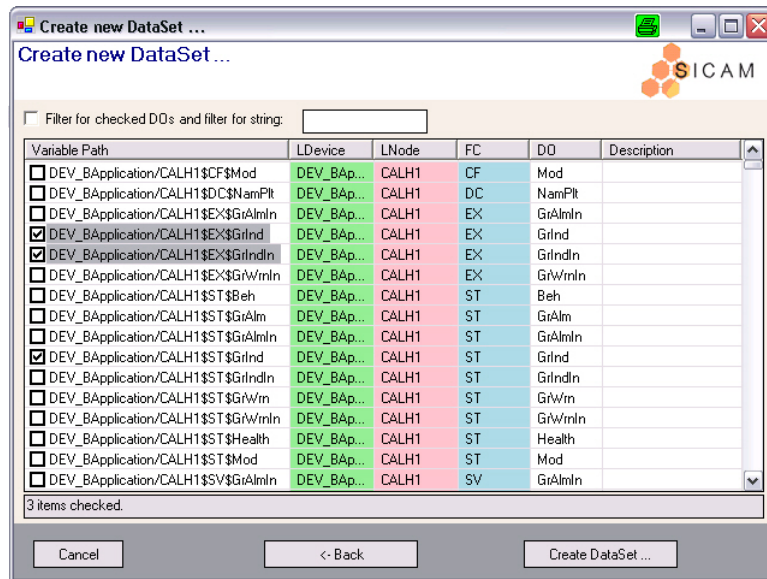 Create new DataSet ...
Create new DataSet ...
SICAM
Filter for checked DOs and filter for string:
Variable Path LDevice LNode FC DO Description
DEV_BApplication/CALH1$CF$Mod DEV_BAp... CALH1 CF Mod
DEV_BApplication/CALH1$DC$NamPlt DEV_BAp... CALH1 DC NamPlt
DEV_BApplication/CALH1$EX$GrAlmIn DEV_BAp... CALH1 EX GrAlmIn
DEV_BApplication/CALH1$EX$GrInd DEV_BAp... CALH1 EX GrInd
DEV_BApplication/CALH1$EX$GrIndIn DEV_BAp... CALH1 EX GrIndIn
DEV_BApplication/CALH1$EX$GrWrnIn DEV_BAp... CALH1 EX GrWrnIn
DEV_BApplication/CALH1$ST$Beh DEV_BAp... CALH1 ST Beh
DEV_BApplication/CALH1$ST$GrAlm DEV_BAp... CALH1 ST GrAlm
DEV_BApplication/CALH1$ST$GrAlmIn DEV_BAp... CALH1 ST GrAlmIn
DEV_BApplication/CALH1$ST$GrInd DEV_BAp... CALH1 ST GrInd
DEV_BApplication/CALH1$ST$GrIndIn DEV_BAp... CALH1 ST GrIndIn
DEV_BApplication/CALH1$ST$GrWrn DEV_BAp... CALH1 ST GrWrn
DEV_BApplication/CALH1$ST$GrWrnIn DEV_BAp... CALH1 ST GrWrnIn
DEV_BApplication/CALH1$ST$Health DEV_BAp... CALH1 ST Health
DEV_BApplication/CALH1$ST$Mod DEV_BAp... CALH1 ST Mod
DEV_BApplication/CALH1$SV$GrAlmIn DEV_BAp... CALH1 SV GrAlmIn
3 items checked.
Cancel <- Back Create DataSet ...